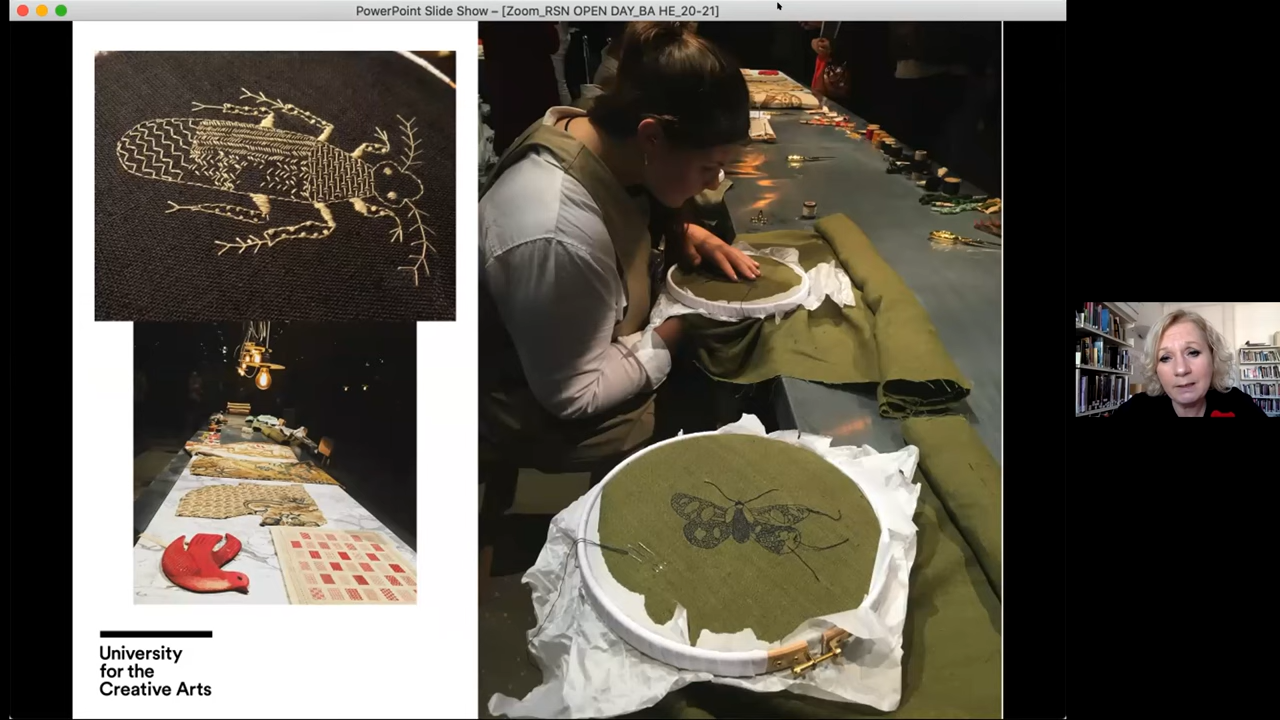 PowerPoint Slide Show – [Zoom_RSN OPEN DAY_BA HE_20-21]
University
for the
Creative Arts